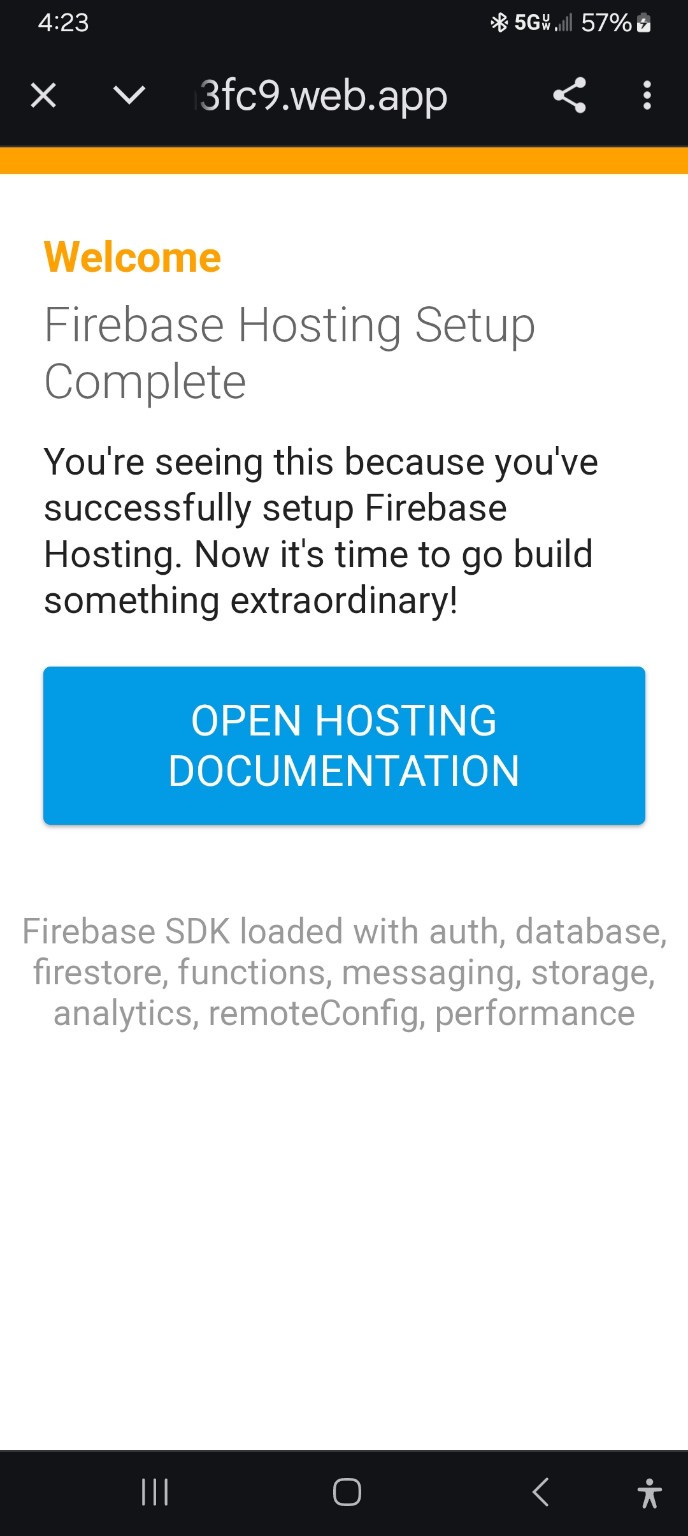 4:23 5G UW 57%
3fc9.web.app
Welcome
Firebase Hosting Setup
Complete
You're seeing this because you've
successfully setup Firebase
Hosting. Now it's time to go build
something extraordinary!
OPEN HOSTING
DOCUMENTATION
Firebase SDK loaded with auth, database,
firestore, functions, messaging, storage,
analytics, remoteConfig, performance